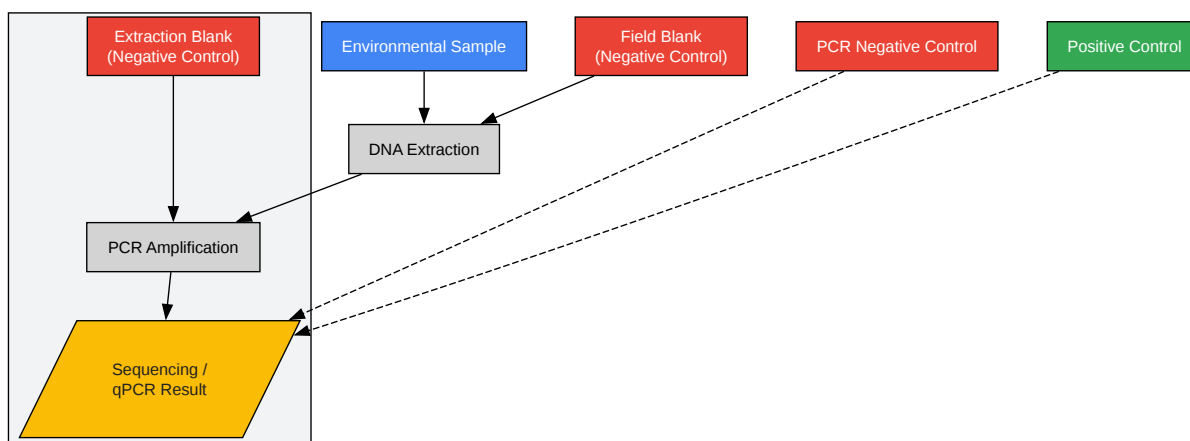 Extraction Blank
(Negative Control)
Environmental Sample
Field Blank
(Negative Control)
PCR Negative Control
Positive Control
DNA Extraction
PCR Amplification
Sequencing /
qPCR Result